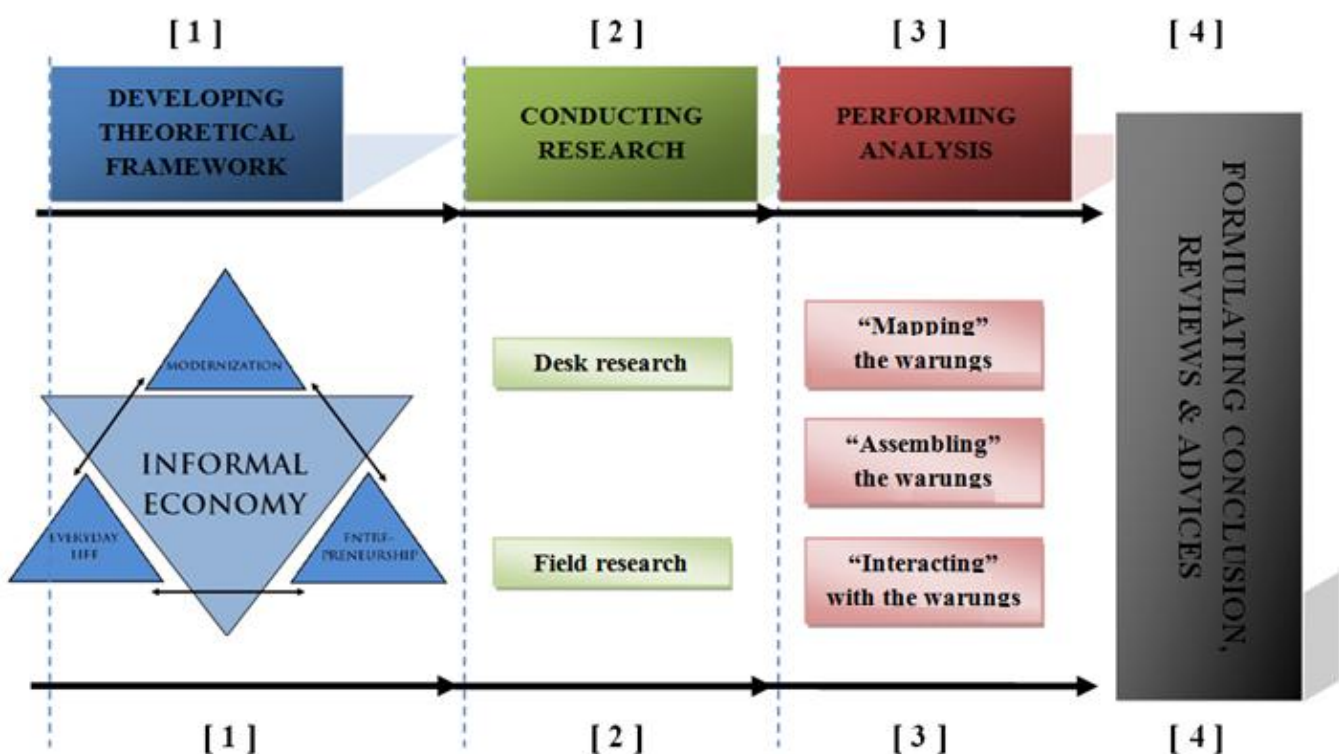 [ 1 ]
[ 2 ]
[ 3 ]
[ 4 ]
DEVELOPING
THEORETICAL
FRAMEWORK
CONDUCTING
RESEARCH
PERFORMING
ANALYSIS
FORMULATING CONCLUSION,
REVIEWS & ADVICES
MODERNIZATION
INFORMAL
ECONOMY
EVERYDAY
LIFE
ENTRE-
PRENEURSHIP
Desk research
Field research
“Mapping”
the warungs
“Assembling”
the warungs
“Interacting”
with the warungs
[ 1 ]
[ 2 ]
[ 3 ]
[ 4 ]